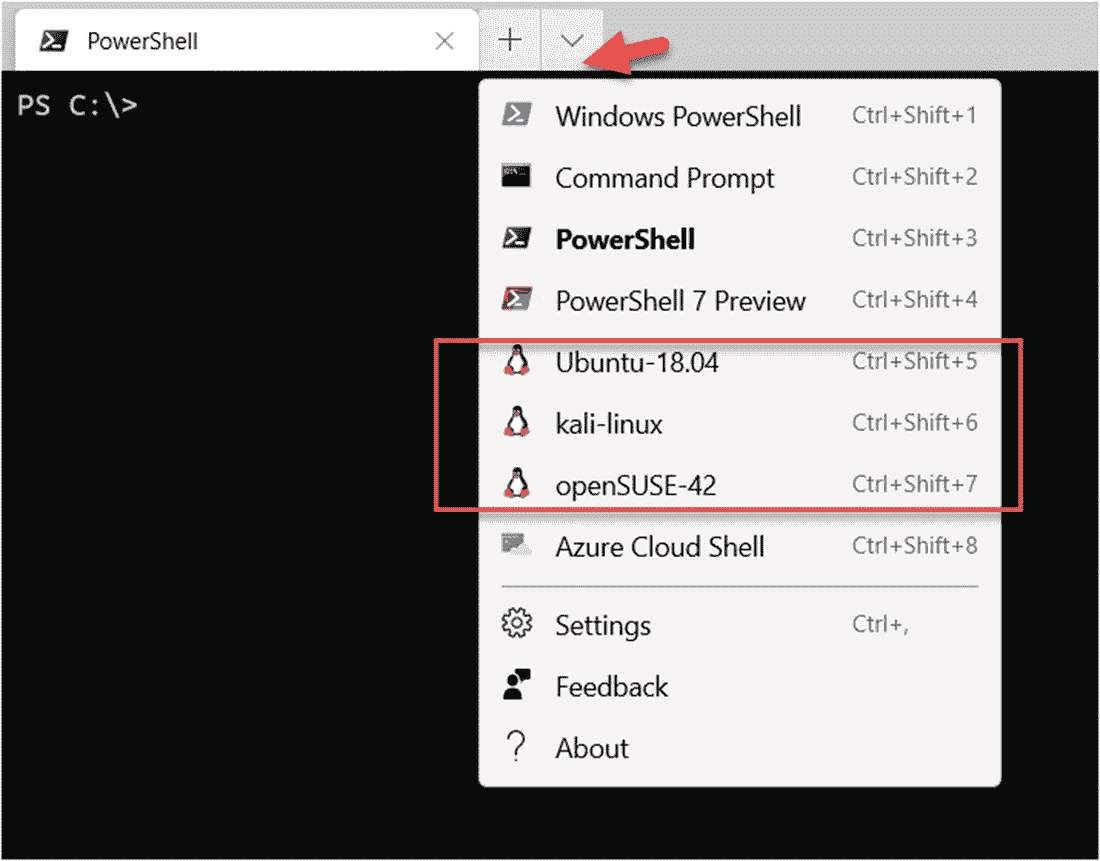 PowerShell
PS C:\>
Windows PowerShell Ctrl+Shift+1
Command Prompt Ctrl+Shift+2
PowerShell Ctrl+Shift+3
PowerShell 7 Preview Ctrl+Shift+4
Ubuntu-18.04 Ctrl+Shift+5
kali-linux Ctrl+Shift+6
openSUSE-42 Ctrl+Shift+7
Azure Cloud Shell Ctrl+Shift+8
Settings Ctrl+,
Feedback
About